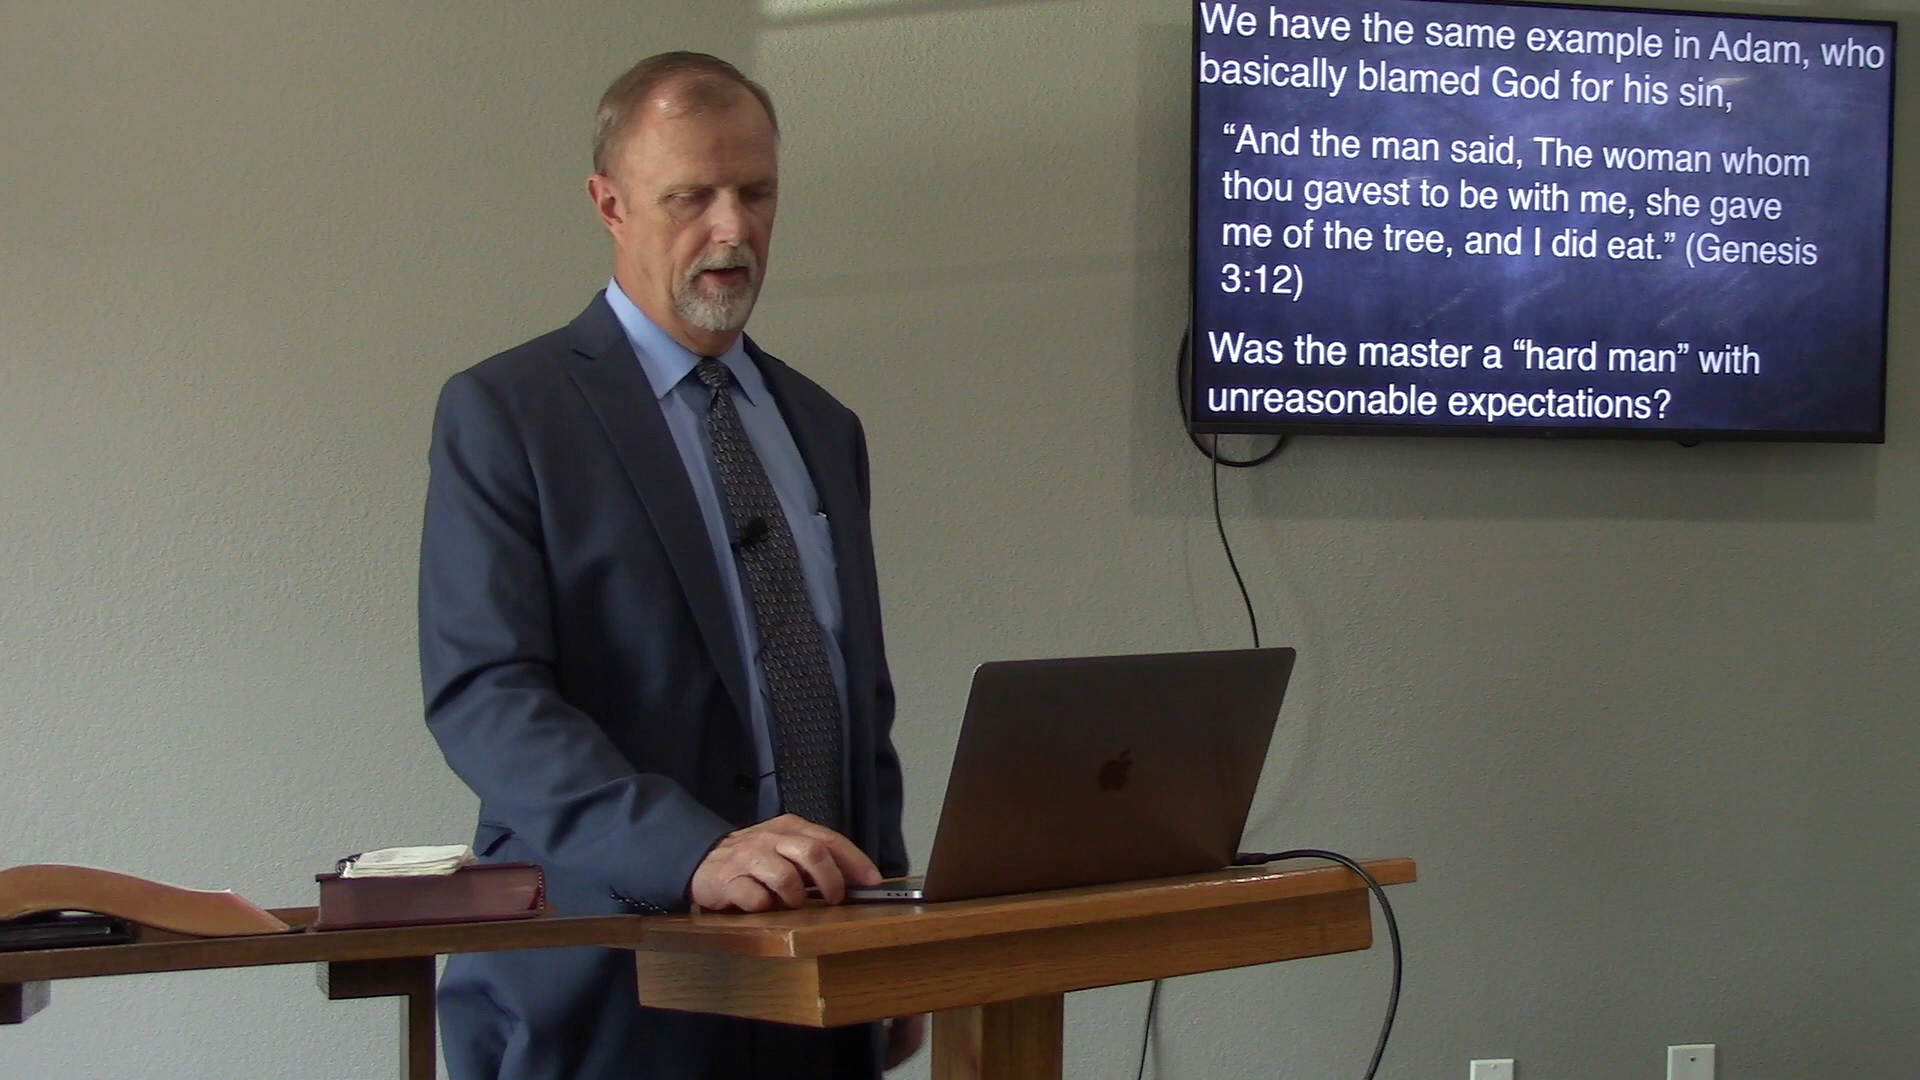 We have the same example in Adam, who
basically blamed God for his sin,
“And the man said, The woman whom
thou gavest to be with me, she gave
me of the tree, and I did eat.” (Genesis
3:12)
Was the master a “hard man” with
unreasonable expectations?